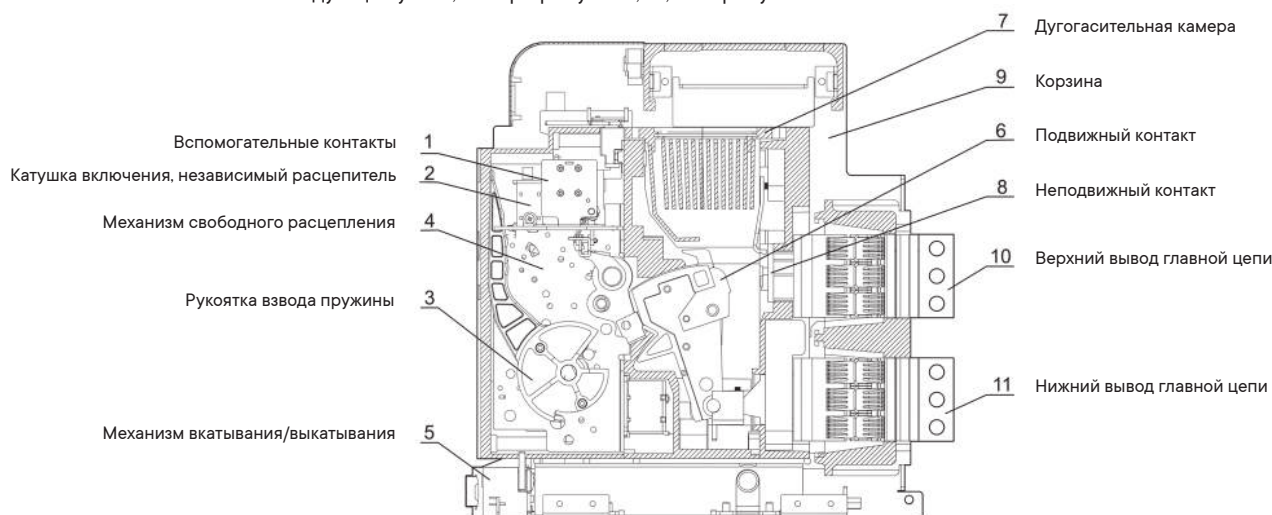 7 Дугогасительная камера
9 Корзина
6 Подвижный контакт
Вспомогательные контакты 1
8 Неподвижный контакт
Катушка включения, независимый расцепитель 2
Механизм свободного расцепления 4
10 Верхний вывод главной цепи
Рукоятка взвода пружины 3
11 Нижний вывод главной цепи
Механизм вкатывания/выкатывания 5